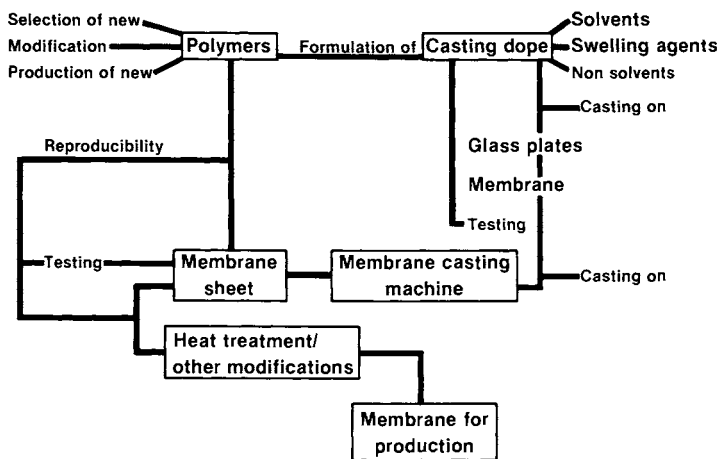 Selection of new
Modification
Production of new
Polymers
Formulation of
Casting dope
Solvents
Swelling agents
Non solvents
Casting on
Reproducibility
Glass plates
Membrane
Testing
Testing
Membrane
sheet
Membrane casting
machine
Casting on
Heat treatment/
other modifications
Membrane for
production